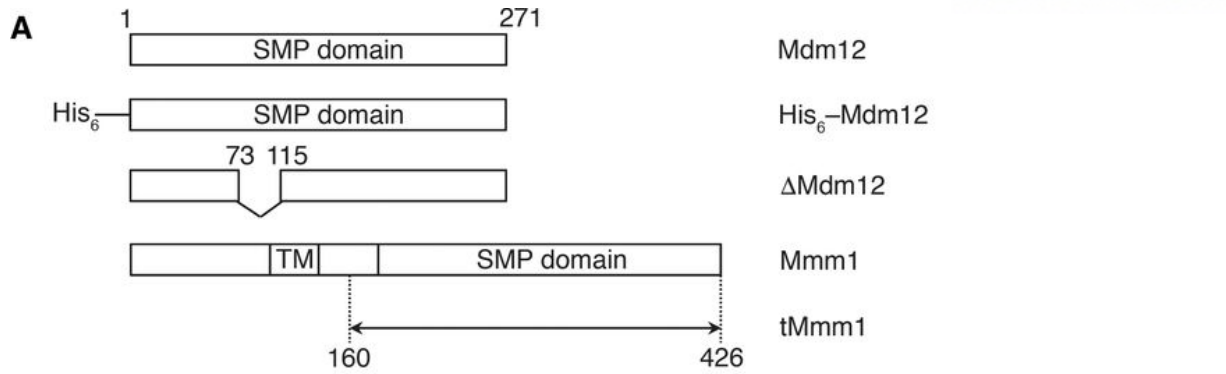 A
1 271
SMP domain Mdm12
His6 SMP domain His6–Mdm12
73 115
ΔMdm12
TM SMP domain Mmm1
tMmm1
160 426